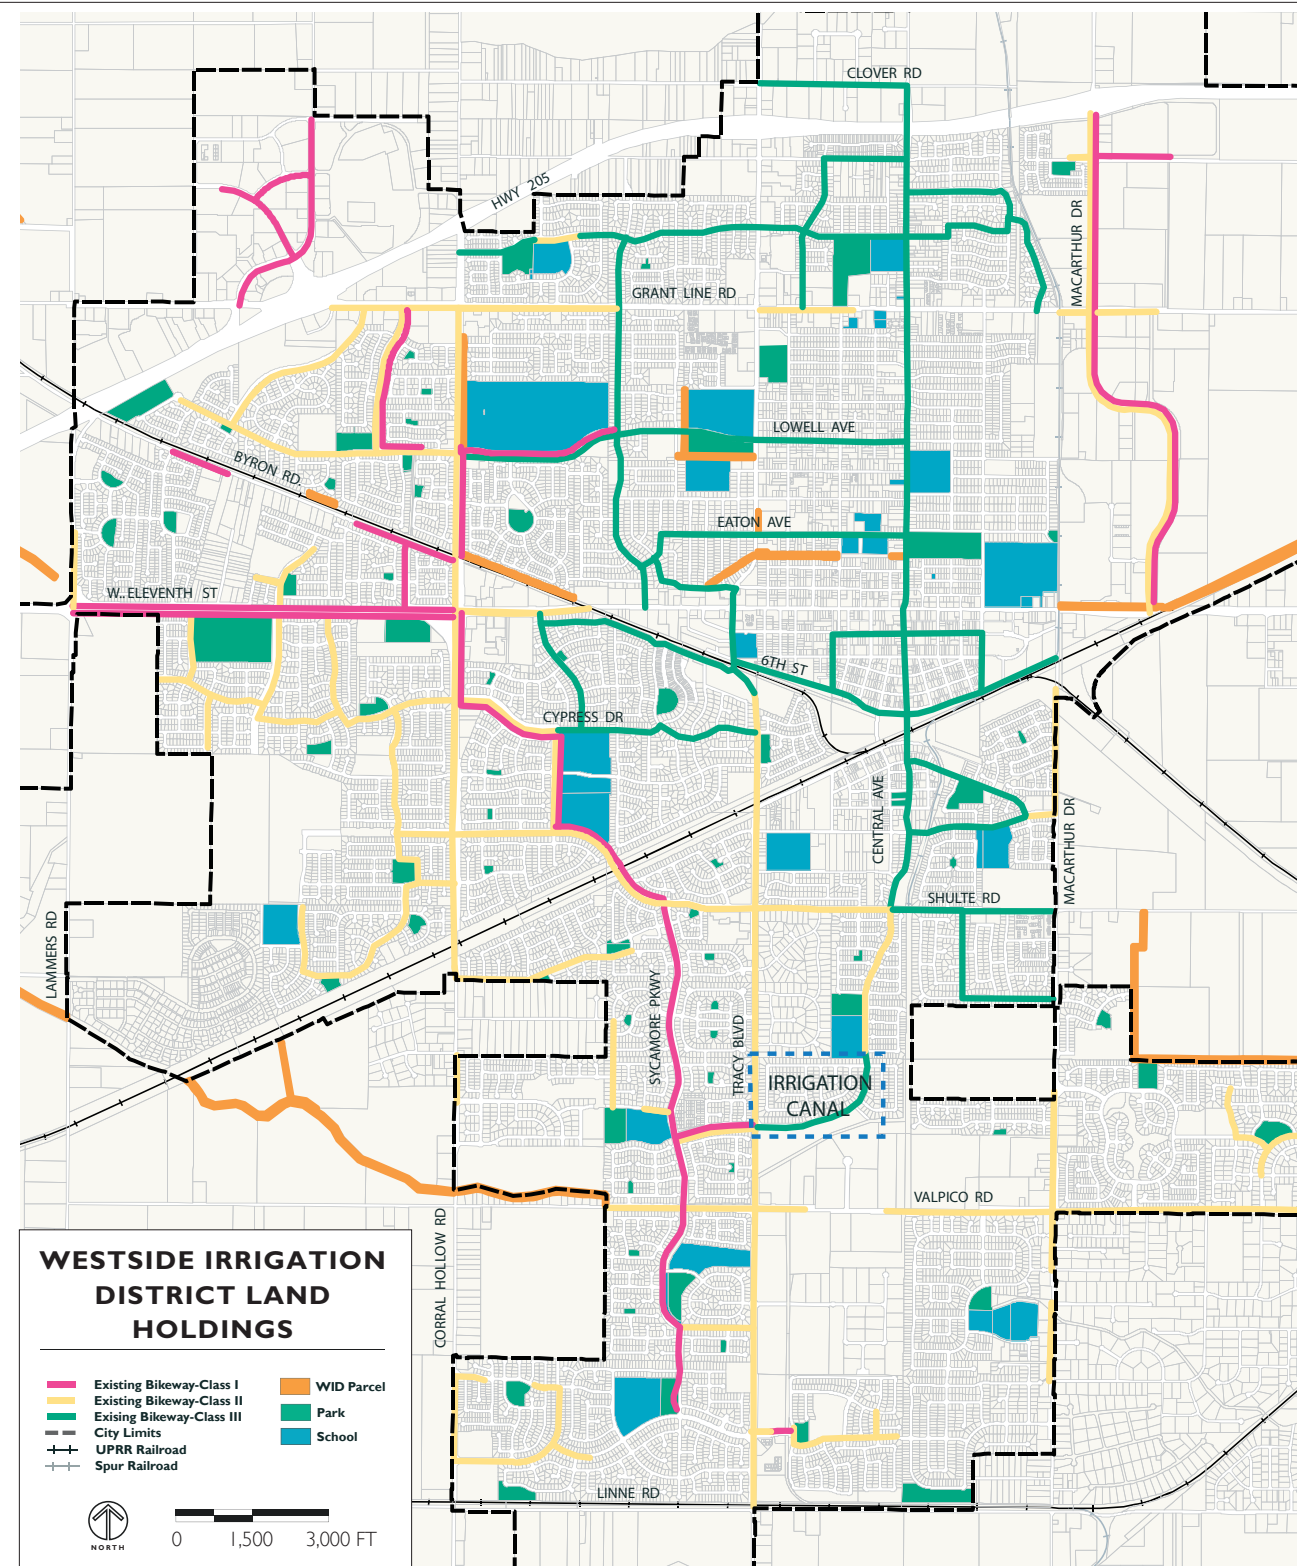 CLOVER RD
HWY 205
MACARTHUR DR
GRANT LINE RD
LOWELL AVE
BYRON RD
EATON AVE
W.. ELEVENTH ST
6TH ST
CYPRESS DR
CENTRAL AVE
MACARTHUR DR
SHULTE RD
LAMMERS RD
SYCAMORE PKWY
TRACY BLVD
IRRIGATION
CANAL
VALPICO RD
CORRAL HOLLOW RD
LINNE RD
WESTSIDE IRRIGATION
DISTRICT LAND
HOLDINGS
Existing Bikeway-Class I
Existing Bikeway-Class II
Exising Bikeway-Class III
City Limits
UPRR Railroad
Spur Railroad
WID Parcel
Park
School
NORTH
0 1,500 3,000 FT